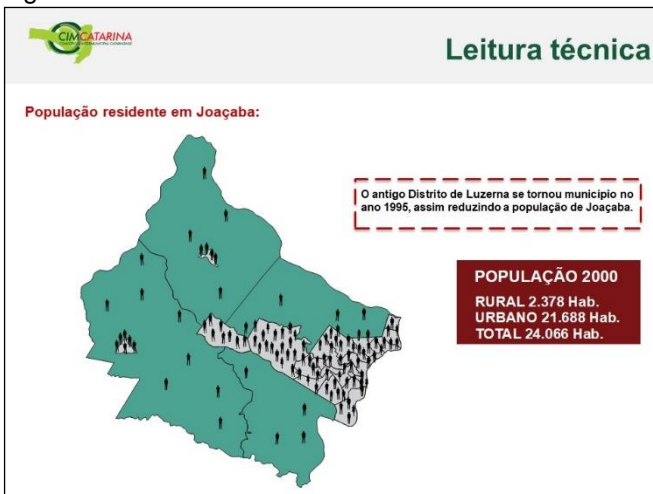 CIMCATARINA
Leitura técnica
População residente em Joaçaba:
O antigo Distrito de Luzerna se tornou município no
ano 1995, assim reduzindo a população de Joaçaba.
POPULAÇÃO 2000
RURAL 2.378 Hab.
URBANO 21.688 Hab.
TOTAL 24.066 Hab.